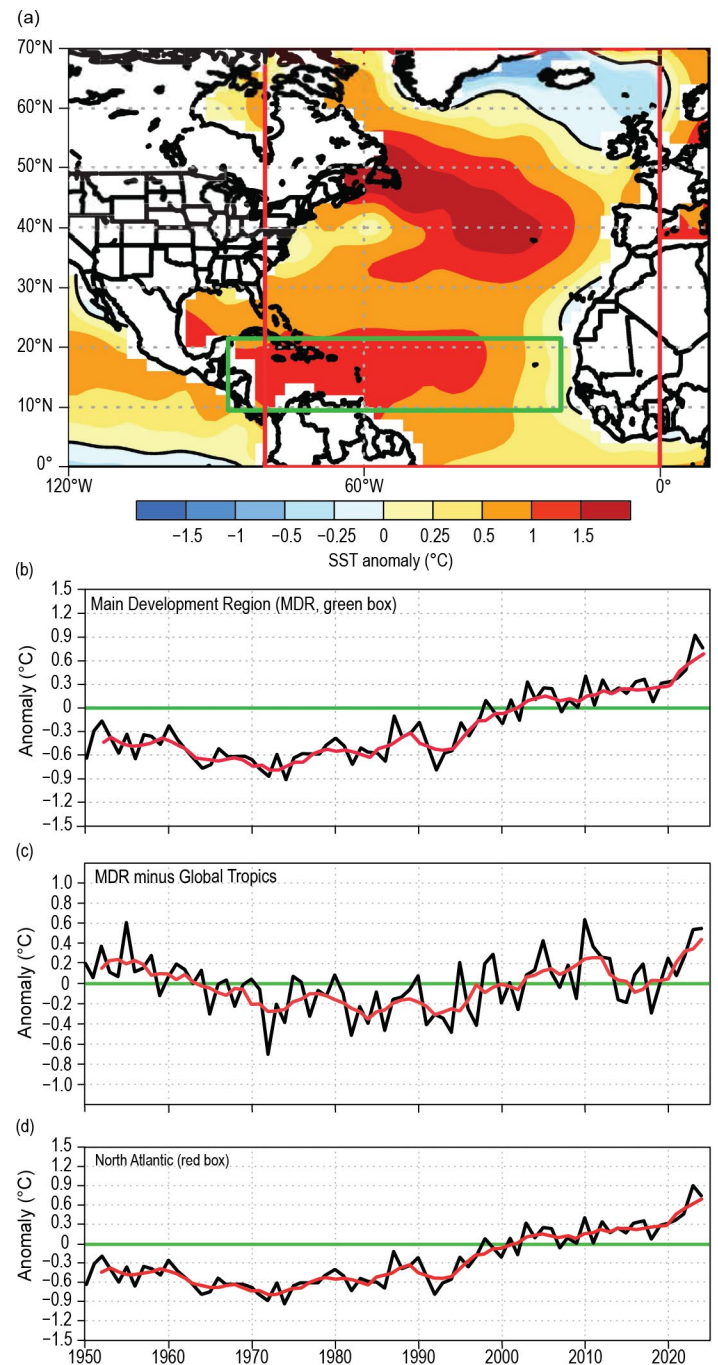 (a)
70°N
60°N
50°N
40°N
30°N
20°N
10°N
0°
120°W 60°W 0°
−1.5 −1 −0.5 −0.25 0 0.25 0.5 1 1.5
SST anomaly (°C)
(b)
Main Development Region (MDR, green box)
Anomaly (°C)
1.5
1.2
0.9
0.6
0.3
0
−0.3
−0.6
−0.9
−1.2
−1.5
(c)
MDR minus Global Tropics
Anomaly (°C)
1.0
0.8
0.6
0.4
0.2
0
−0.2
−0.4
−0.6
−0.8
−1.0
(d)
North Atlantic (red box)
Anomaly (°C)
1.5
1.2
0.9
0.6
0.3
0
−0.3
−0.6
−0.9
−1.2
−1.5
1950 1960 1970 1980 1990 2000 2010 2020